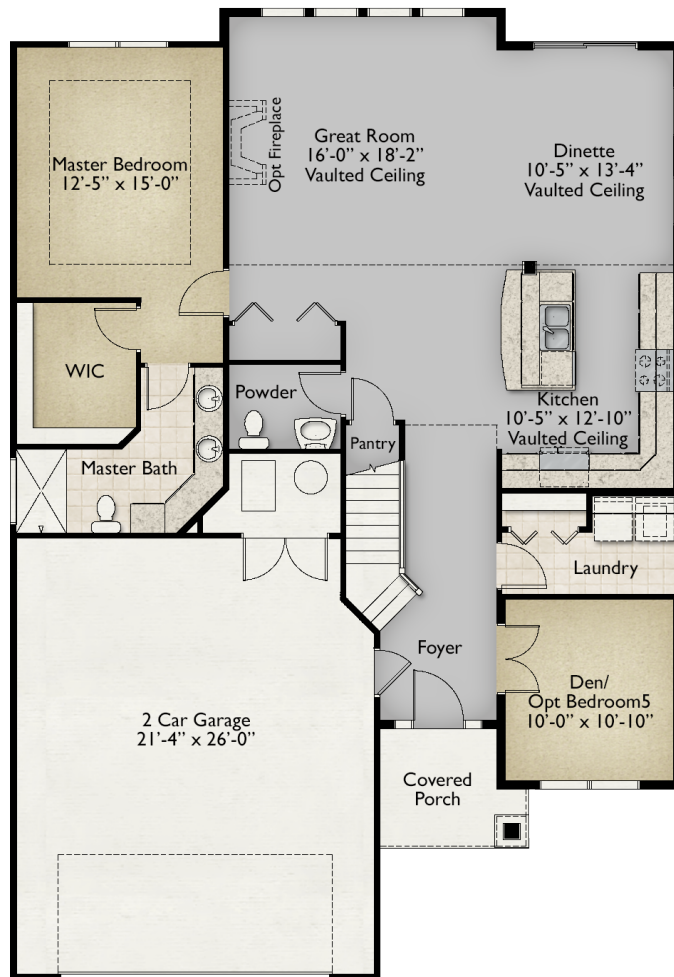 Master Bedroom
12’-5” x 15’-0”
Opt Fireplace
Great Room
16’-0” x 18’-2”
Vaulted Ceiling
Dinette
10’-5” x 13’-4”
Vaulted Ceiling
WIC
Powder
Pantry
Kitchen
10’-5” x 12’-10”
Vaulted Ceiling
Master Bath
Laundry
Foyer
Den/
Opt Bedroom5
10’-0” x 10’-10”
2 Car Garage
21’-4” x 26’-0”
Covered
Porch